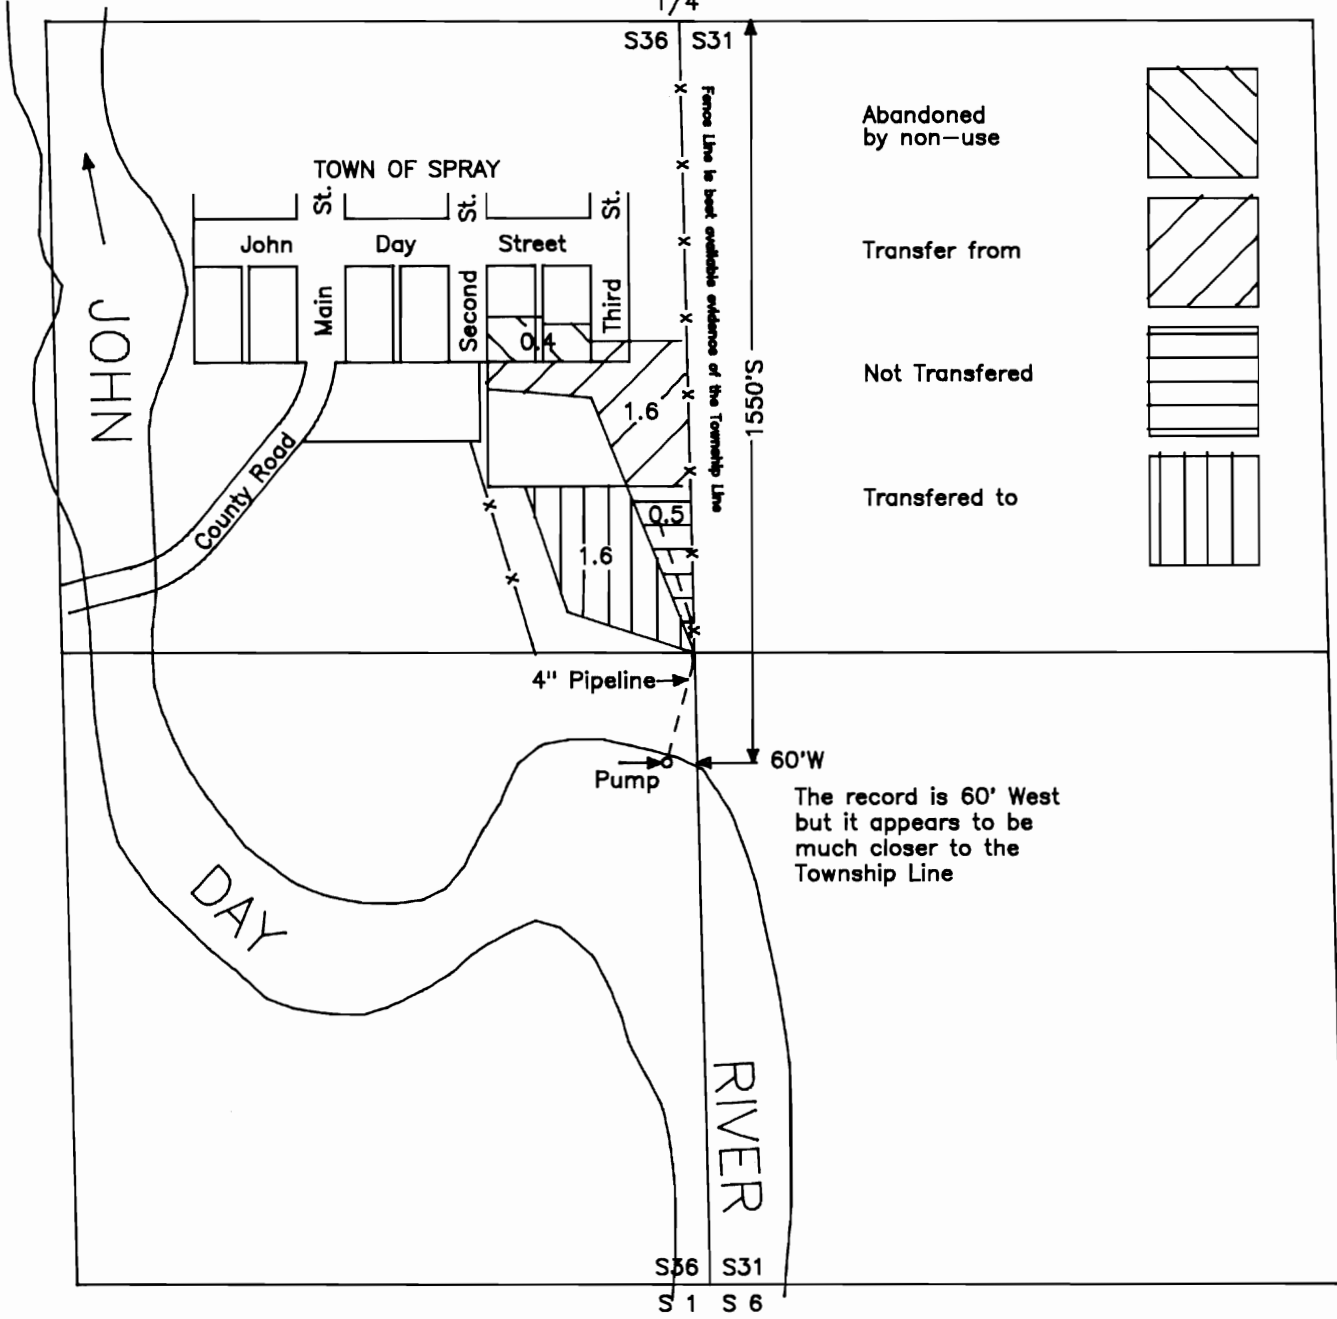 1/4
S36 S31
Fence Line is best available evidence of the Township Line
Abandoned
by non-use
Transfer from
Not Transfered
Transfered to
TOWN OF SPRAY
St.
St.
St.
John Day Street
Main
Second
Third
0.4
1.6
1550'S
0.5
1.6
County Road
JOHN
4" Pipeline
Pump
60'W
The record is 60' West
but it appears to be
much closer to the
Township Line
DAY
RIVER
S36 S31
S 1 S 6